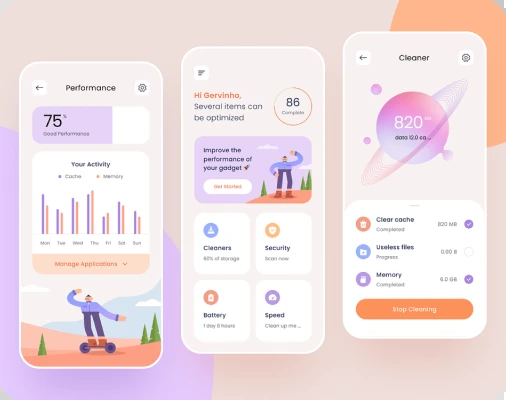 Performance
75%
Good Performance
Your Activity
Cache
Memory
Mon Tue Wed Thu Fri Sat Sun
Manage Applications
Hi Gervinho,
Several items can
be optimized
86
Complete
Improve the
performance of
your gadget 🚀
Get Started
Cleaners
60% of storage
Security
Scan now
Battery
1 day 8 hours
Speed
Clean up me ...
Cleaner
820 MB
data 12.0 ca ...
Clear cache
Completed
820 MB
Useless files
Progress
0.00 B
Memory
Completed
6.0 GB
Stop Cleaning